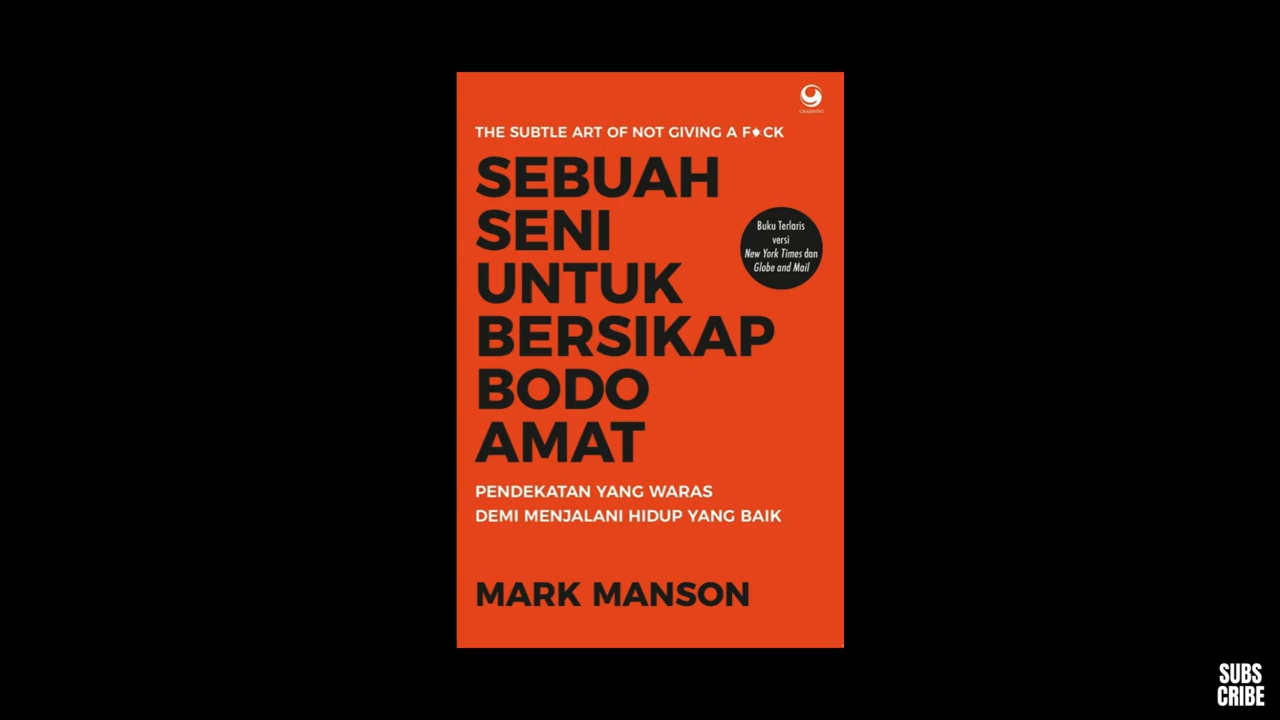 GRASINDO
THE SUBTLE ART OF NOT GIVING A F♦CK
SEBUAH
SENI
UNTUK
BERSIKAP
BODO
AMAT
Buku Terlaris
versi
New York Times dan
Globe and Mail
PENDEKATAN YANG WARAS
DEMI MENJALANI HIDUP YANG BAIK
MARK MANSON
SUBS
CRIBE